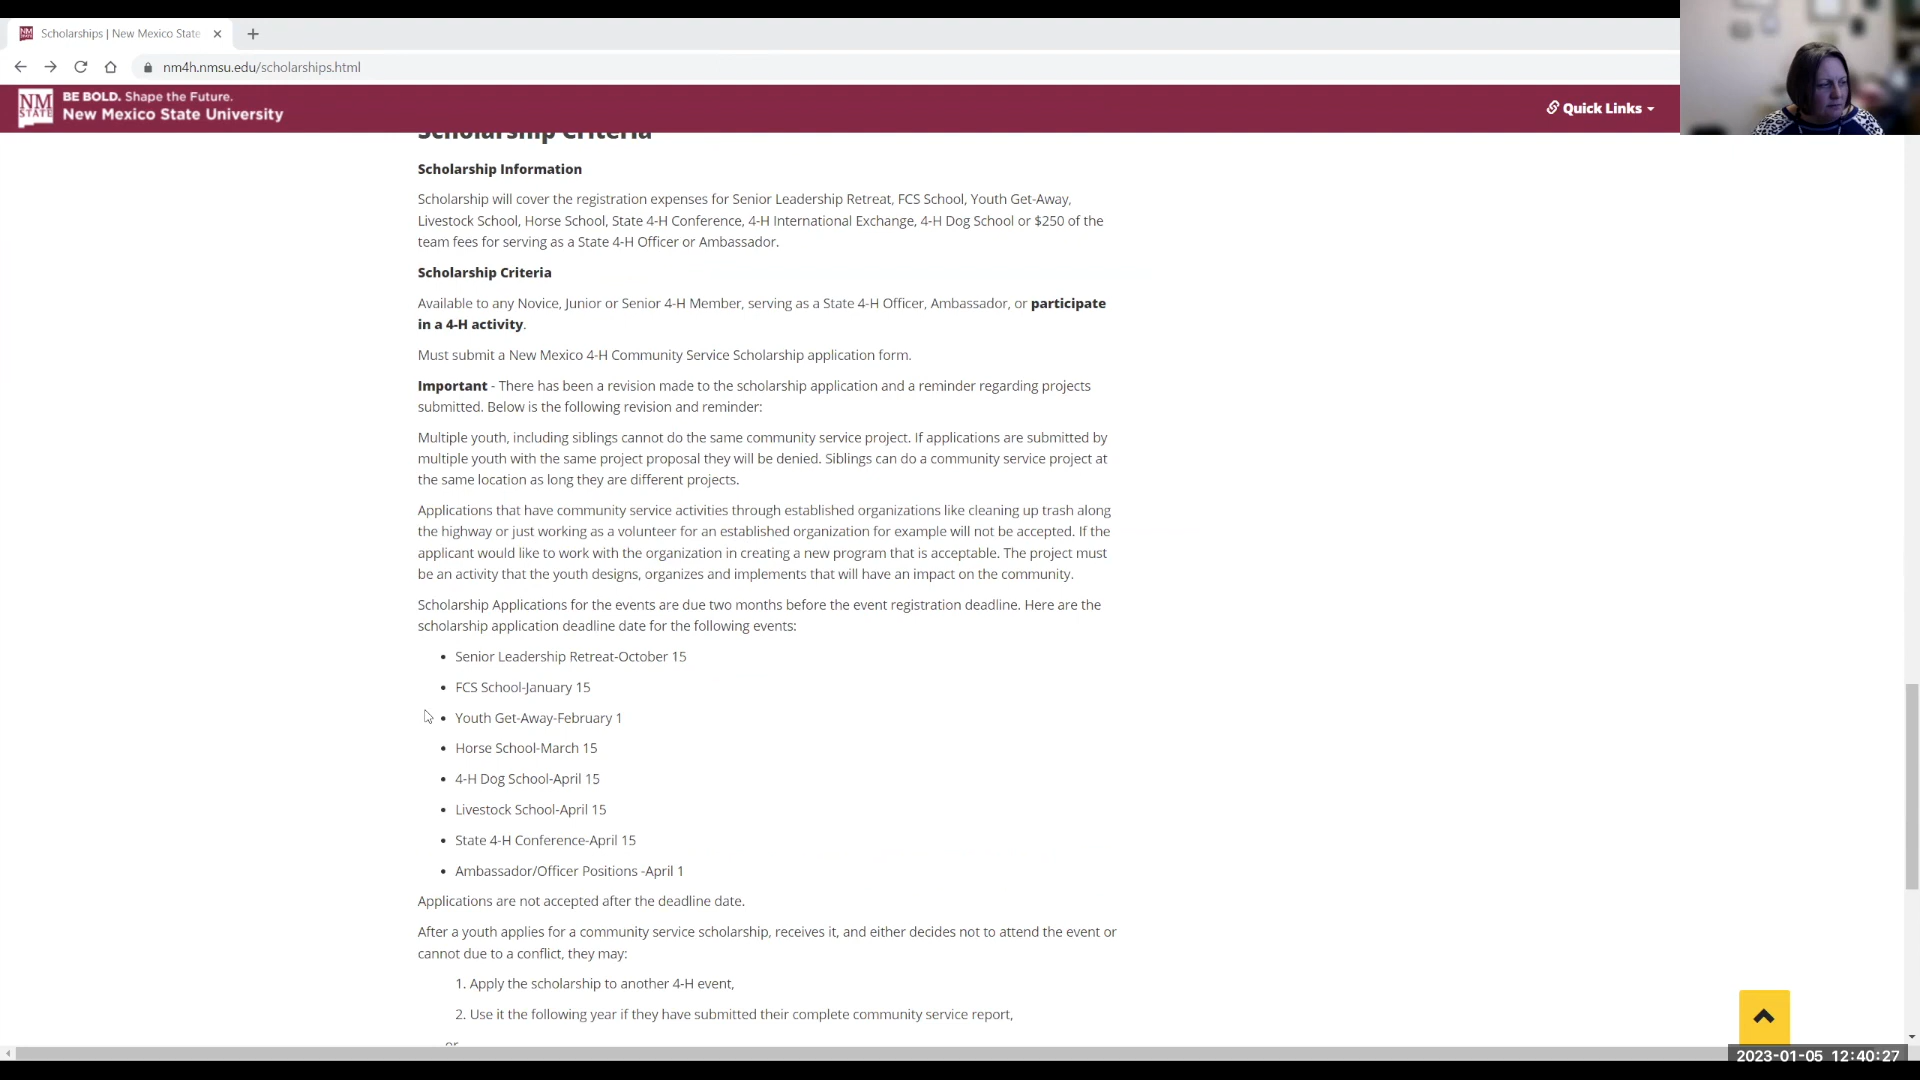 Scholarships | New Mexico State
nm4h.nmsu.edu/scholarships.html
NM STATE
BE BOLD. Shape the Future.
New Mexico State University
Quick Links
Scholarship Criteria
Scholarship Information
Scholarship will cover the registration expenses for Senior Leadership Retreat, FCS School, Youth Get-Away,
Livestock School, Horse School, State 4-H Conference, 4-H International Exchange, 4-H Dog School or $250 of the
team fees for serving as a State 4-H Officer or Ambassador.
Scholarship Criteria
Available to any Novice, Junior or Senior 4-H Member, serving as a State 4-H Officer, Ambassador, or participate
in a 4-H activity.
Must submit a New Mexico 4-H Community Service Scholarship application form.
Important - There has been a revision made to the scholarship application and a reminder regarding projects
submitted. Below is the following revision and reminder:
Multiple youth, including siblings cannot do the same community service project. If applications are submitted by
multiple youth with the same project proposal they will be denied. Siblings can do a community service project at
the same location as long they are different projects.
Applications that have community service activities through established organizations like cleaning up trash along
the highway or just working as a volunteer for an established organization for example will not be accepted. If the
applicant would like to work with the organization in creating a new program that is acceptable. The project must
be an activity that the youth designs, organizes and implements that will have an impact on the community.
Scholarship Applications for the events are due two months before the event registration deadline. Here are the
scholarship application deadline date for the following events:
• Senior Leadership Retreat-October 15
• FCS School-January 15
• Youth Get-Away-February 1
• Horse School-March 15
• 4-H Dog School-April 15
• Livestock School-April 15
• State 4-H Conference-April 15
• Ambassador/Officer Positions -April 1
Applications are not accepted after the deadline date.
After a youth applies for a community service scholarship, receives it, and either decides not to attend the event or
cannot due to a conflict, they may:
1. Apply the scholarship to another 4-H event,
2. Use it the following year if they have submitted their complete community service report,
or
2023-01-05 12:40:27